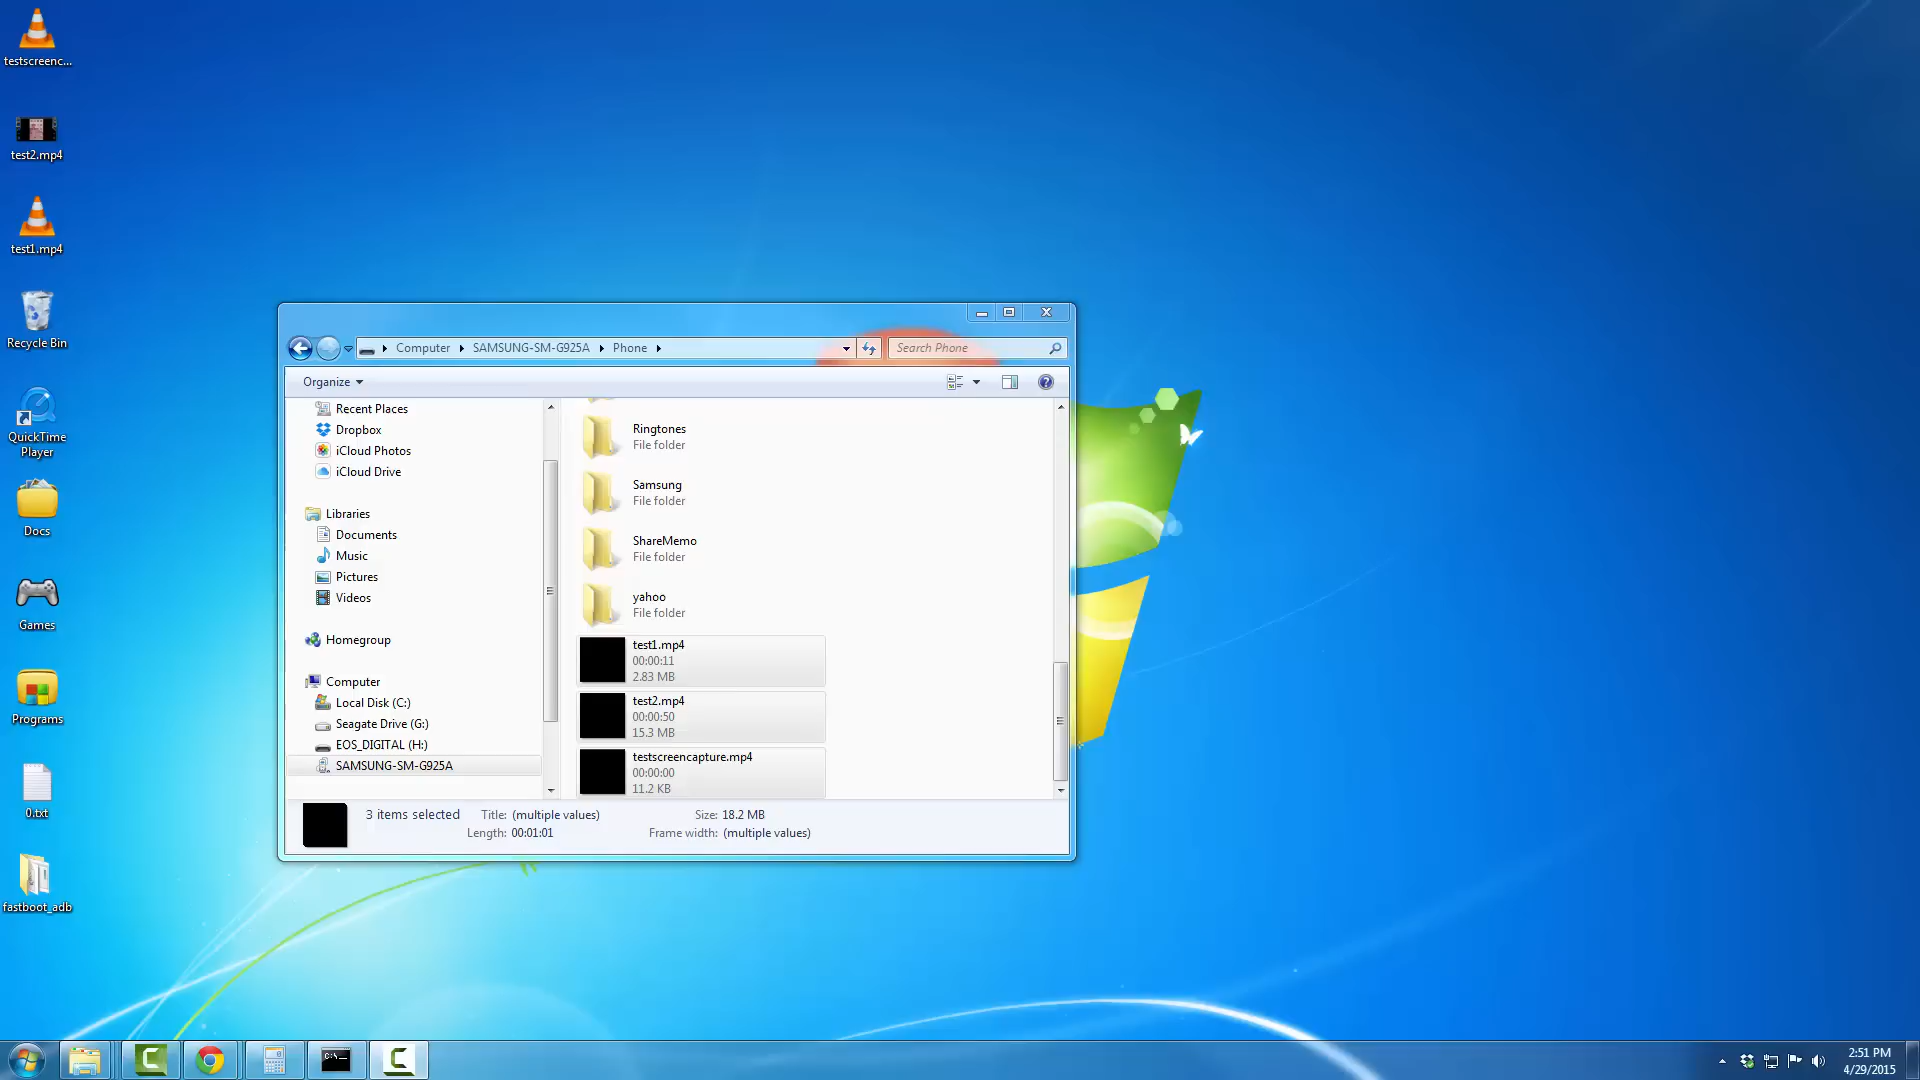 testscreenc...
test2.mp4
test1.mp4
Recycle Bin
QuickTime
Player
Docs
Games
Programs
0.txt
fastboot_adb
Computer
SAMSUNG-SM-G925A
Phone
Search Phone
Organize
Recent Places
Dropbox
iCloud Photos
iCloud Drive
Libraries
Documents
Music
Pictures
Videos
Homegroup
Computer
Local Disk (C:)
Seagate Drive (G:)
EOS_DIGITAL (H:)
SAMSUNG-SM-G925A
Ringtones
File folder
Samsung
File folder
ShareMemo
File folder
yahoo
File folder
test1.mp4
00:00:11
2.83 MB
test2.mp4
00:00:50
15.3 MB
testscreencapture.mp4
00:00:00
11.2 KB
3 items selected Title: (multiple values) Size: 18.2 MB
Length: 00:01:01 Frame width: (multiple values)
C:\_
2:51 PM
4/29/2015